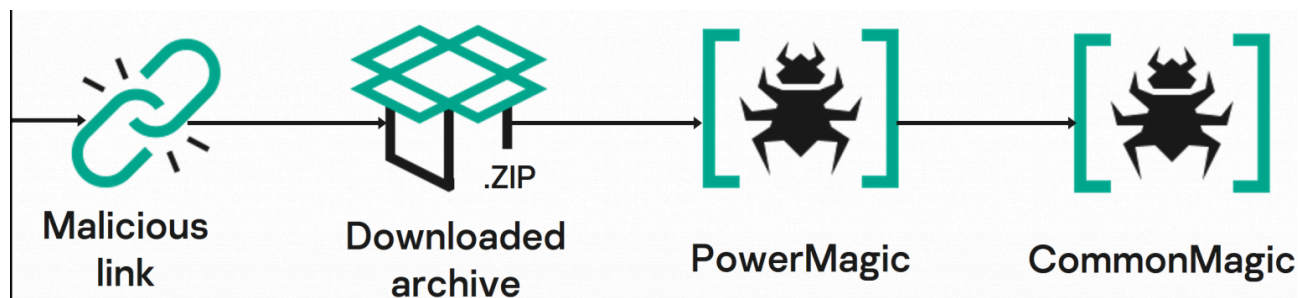 .ZIP
Malicious
link
Downloaded
archive
PowerMagic
CommonMagic